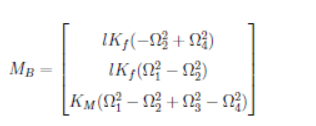 M_B = [ lK_f(−Ω_2^2 + Ω_4^2)
lK_f(Ω_1^2 − Ω_3^2)
K_M(Ω_1^2 − Ω_2^2 + Ω_3^2 − Ω_4^2) ]